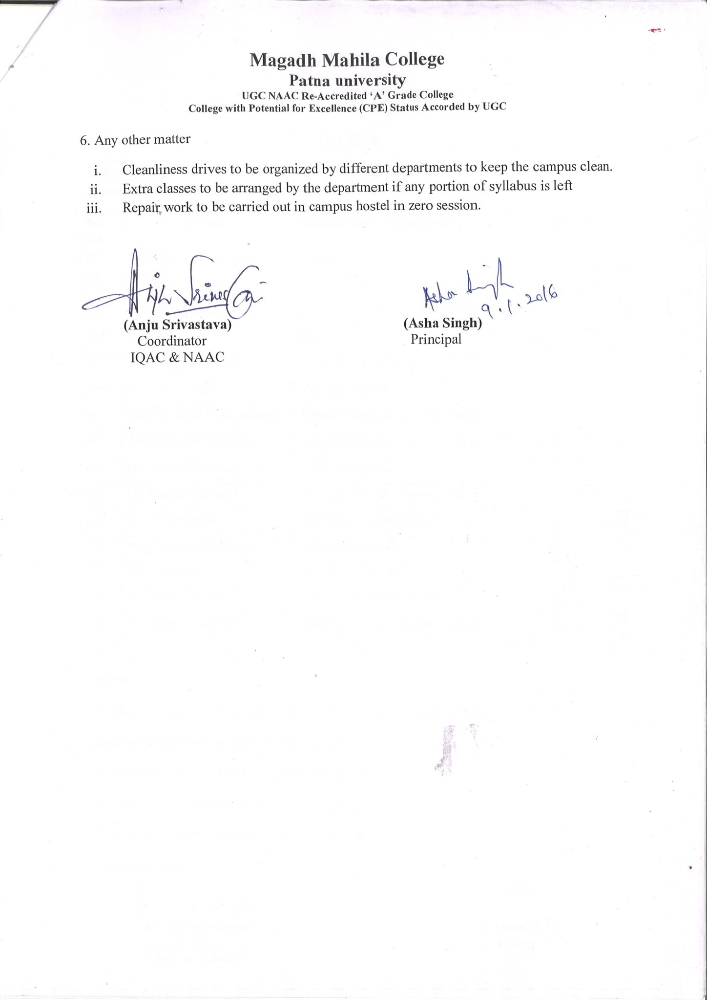 Magadh Mahila College
Patna university
UGC NAAC Re-Accredited ‘A’ Grade College
College with Potential for Excellence (CPE) Status Accorded by UGC
6. Any other matter
i. Cleanliness drives to be organized by different departments to keep the campus clean.
ii. Extra classes to be arranged by the department if any portion of syllabus is left
iii. Repair work to be carried out in campus hostel in zero session.
Anju Srivastava
Asha Singh
9.1.2016
(Anju Srivastava) (Asha Singh)
Coordinator Principal
IQAC & NAAC